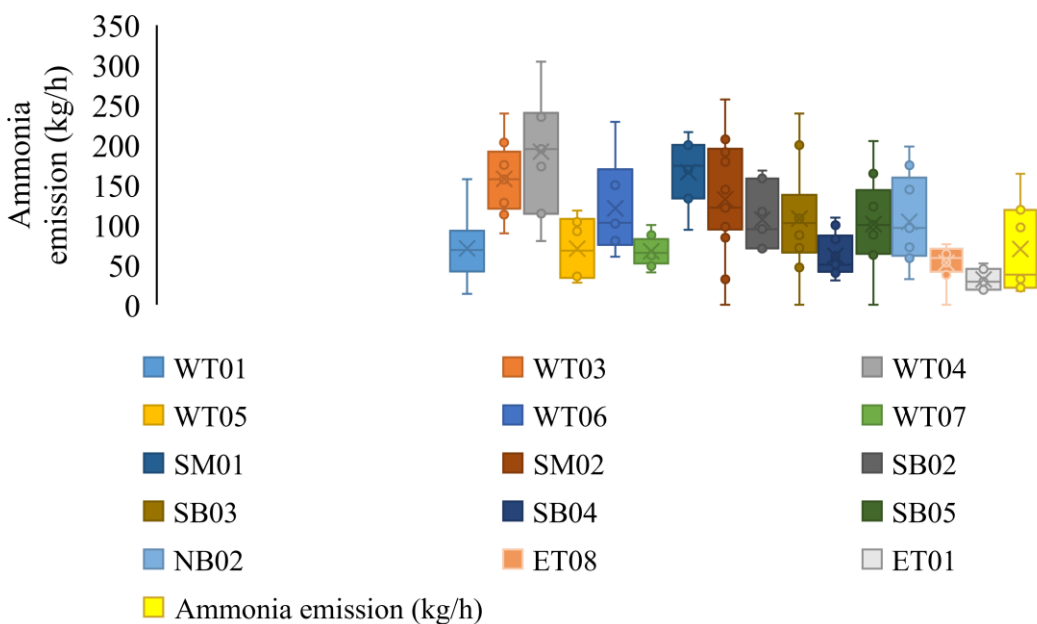 350
300
250
200
150
100
50
0
Ammonia
emission (kg/h)
WT01 WT03 WT04
WT05 WT06 WT07
SM01 SM02 SB02
SB03 SB04 SB05
NB02 ET08 ET01
Ammonia emission (kg/h)